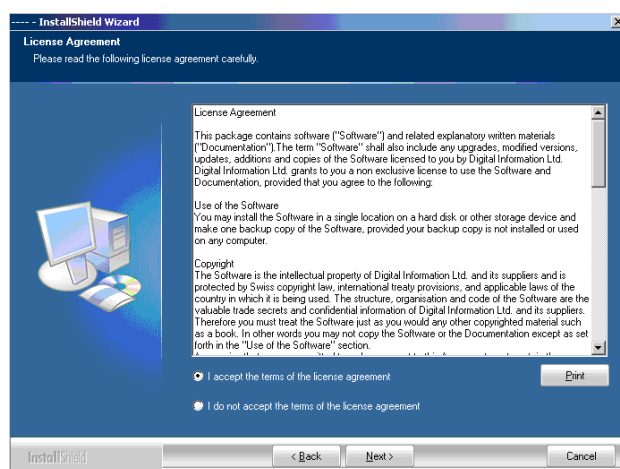 ---- - InstallShield Wizard
License Agreement
Please read the following license agreement carefully.
License Agreement
This package contains software ("Software") and related explanatory written materials
("Documentation").The term "Software" shall also include any upgrades, modified versions,
updates, additions and copies of the Software licensed to you by Digital Information Ltd.
Digital Information Ltd. grants to you a non exclusive license to use the Software and
Documentation, provided that you agree to the following:
Use of the Software
You may install the Software in a single location on a hard disk or other storage device and
make one backup copy of the Software, provided your backup copy is not installed or used
on any computer.
Copyright
The Software is the intellectual property of Digital Information Ltd. and its suppliers and is
protected by Swiss copyright law, international treaty provisions, and applicable laws of the
country in which it is being used. The structure, organisation and code of the Software are the
valuable trade secrets and confidential information of Digital Information Ltd. and its suppliers.
Therefore you must treat the Software just as you would any other copyrighted material such
as a book. In other words you may not copy the Software or the Documentation except as set
forth in the "Use of the Software" section.
I accept the terms of the license agreement
Print
I do not accept the terms of the license agreement
InstallShield
< Back
Next >
Cancel